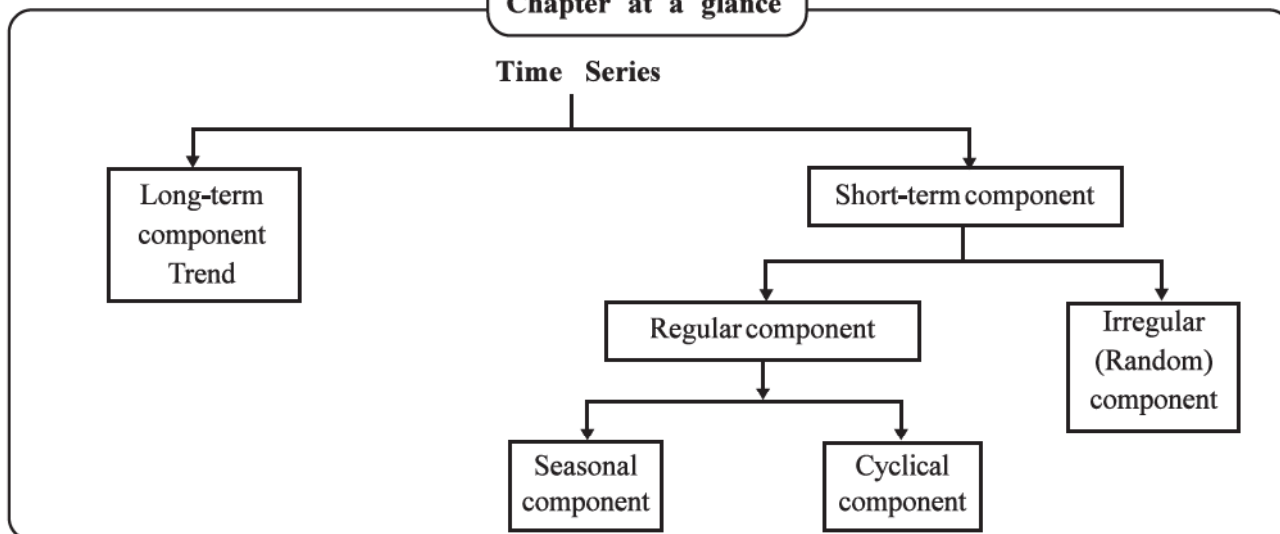 Chapter at a glance
Time Series
Long-term
component
Trend
Short-term component
Regular component
Irregular
(Random)
component
Seasonal
component
Cyclical
component